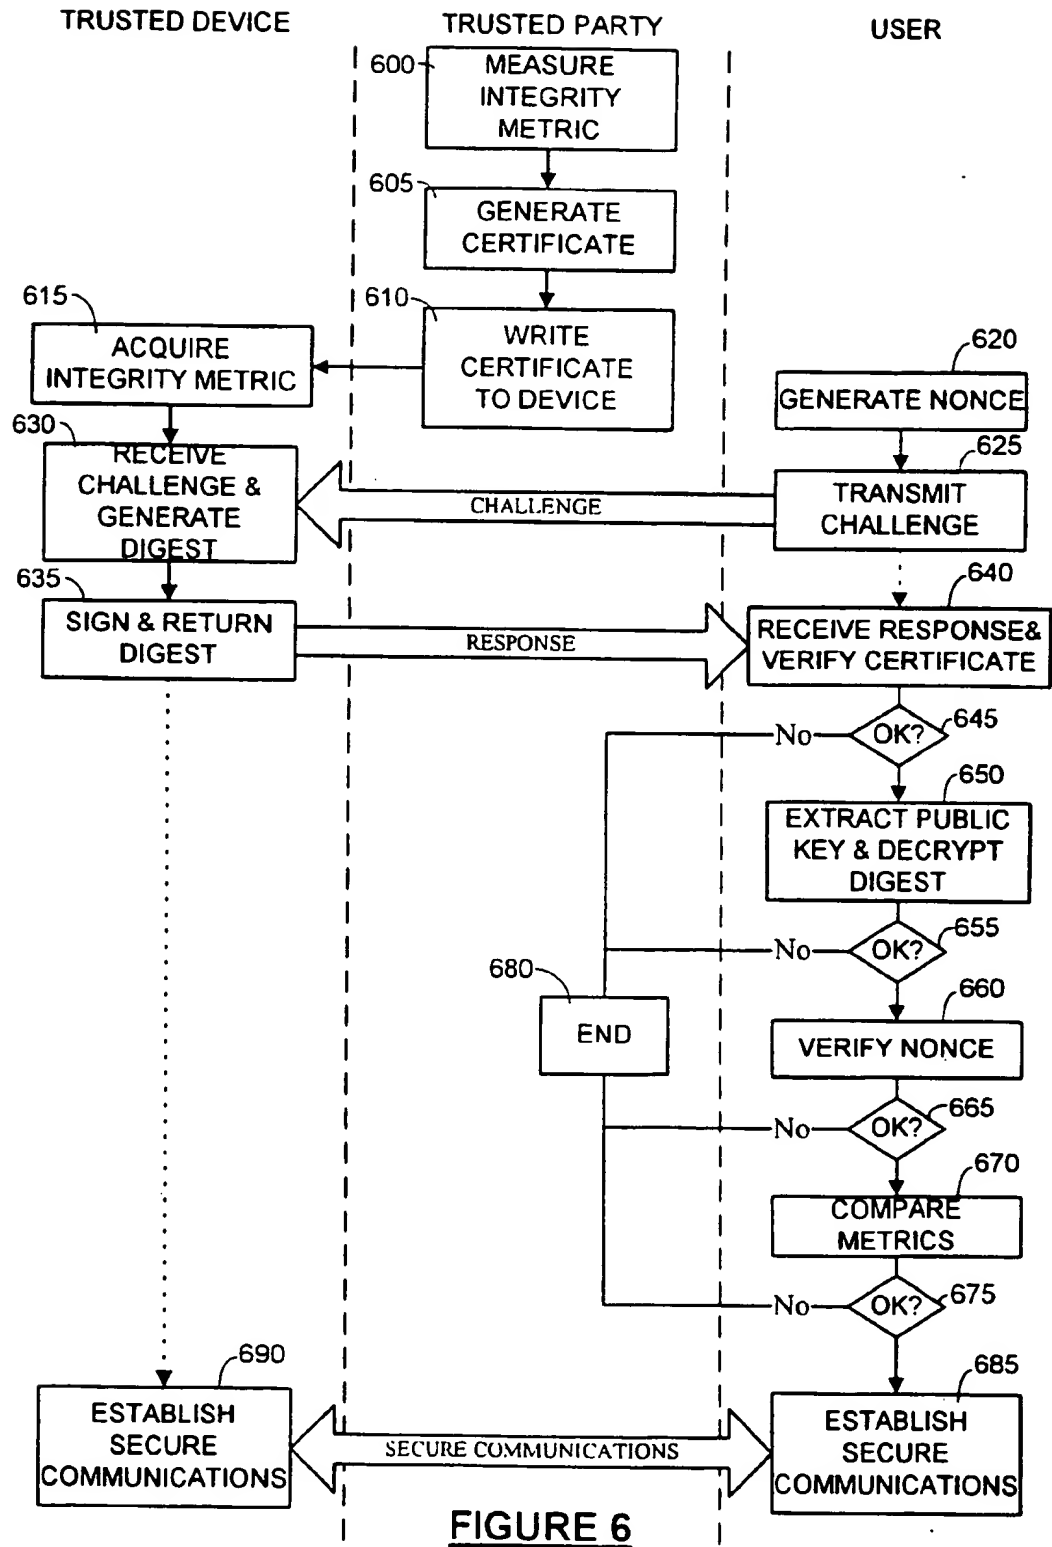 TRUSTED DEVICE
TRUSTED PARTY
USER
600
MEASURE
INTEGRITY
METRIC
605
GENERATE
CERTIFICATE
610
WRITE
CERTIFICATE
TO DEVICE
615
ACQUIRE
INTEGRITY METRIC
620
GENERATE NONCE
625
TRANSMIT
CHALLENGE
CHALLENGE
630
RECEIVE
CHALLENGE &
GENERATE
DIGEST
635
SIGN & RETURN
DIGEST
RESPONSE
640
RECEIVE RESPONSE&
VERIFY CERTIFICATE
645
OK?
No
650
EXTRACT PUBLIC
KEY & DECRYPT
DIGEST
655
OK?
No
680
END
660
VERIFY NONCE
665
OK?
No
670
COMPARE
METRICS
675
OK?
No
690
ESTABLISH
SECURE
COMMUNICATIONS
SECURE COMMUNICATIONS
685
ESTABLISH
SECURE
COMMUNICATIONS
FIGURE 6